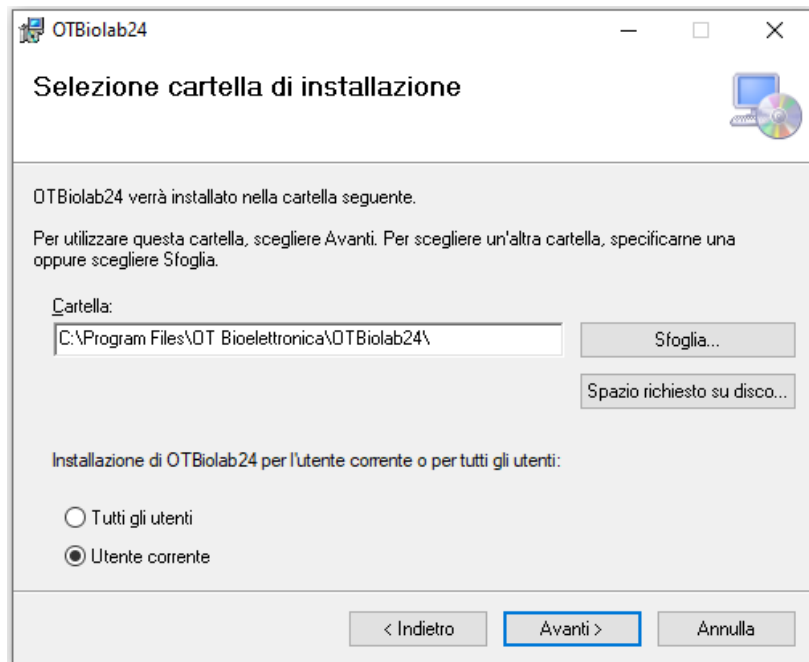 OTBiolab24
Selezione cartella di installazione
OTBiolab24 verrà installato nella cartella seguente.
Per utilizzare questa cartella, scegliere Avanti. Per scegliere un'altra cartella, specificarne una
oppure scegliere Sfoglia.
Cartella:
C:\Program Files\OT Bioelettronica\OTBiolab24\
Sfoglia...
Spazio richiesto su disco...
Installazione di OTBiolab24 per l'utente corrente o per tutti gli utenti:
Tutti gli utenti
Utente corrente
< Indietro
Avanti >
Annulla